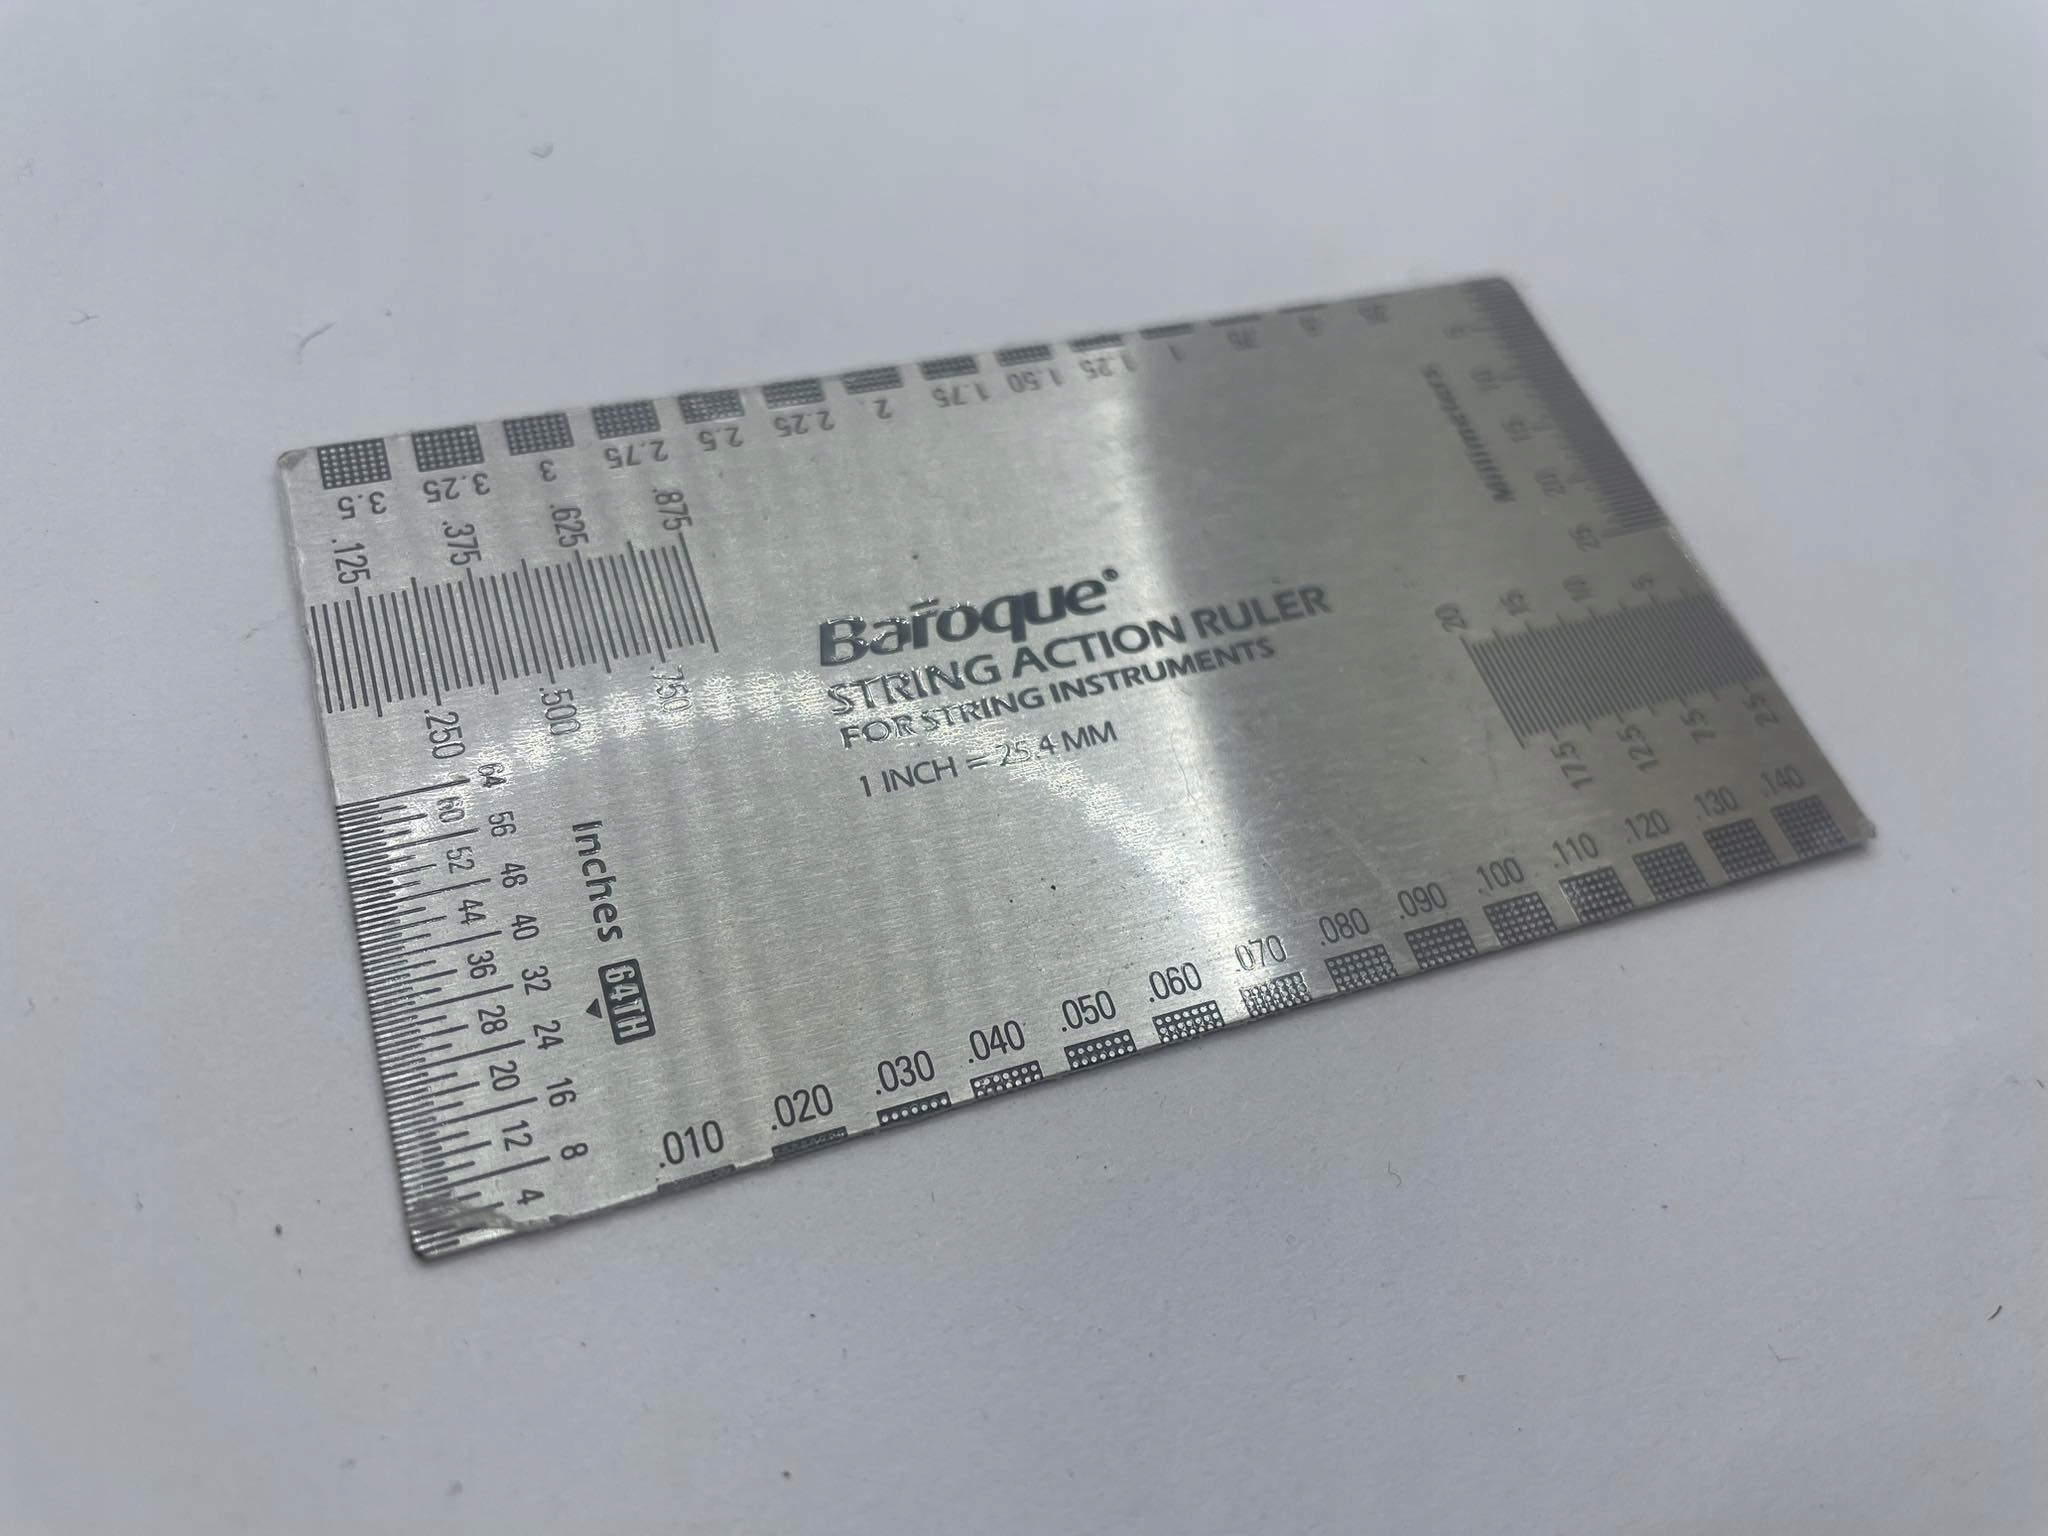 3.5 3.25 3 2.75 2.5 2.25 2 1.75 1.50 1.25 1 .75 .5
.125 .375 .625 .875
.250 .500 .750
Baroque®
STRING ACTION RULER
FOR STRING INSTRUMENTS
1 INCH = 25.4 MM
Millimeters
5 10 15 20 25
20 15 10 5
17.5 12.5 7.5 2.5
1 64
60 56
52 48
44 40
36 32
28 24
20 16
12 8
4
Inches 64TH
.010 .020 .030 .040 .050 .060 .070 .080 .090 .100 .110 .120 .130 .140